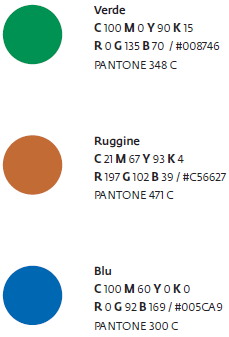 Verde
C 100 M 0 Y 90 K 15
R 0 G 135 B 70 / #008746
PANTONE 348 C
Ruggine
C 21 M 67 Y 93 K 4
R 197 G 102 B 39 / #C56627
PANTONE 471 C
Blu
C 100 M 60 Y 0 K 0
R 0 G 92 B 169 / #005CA9
PANTONE 300 C